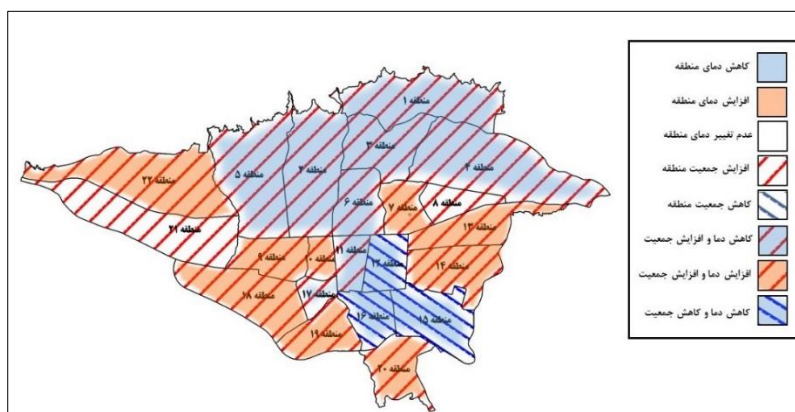 کاهش دمای منطقه
افزایش دمای منطقه
عدم تغییر دمای منطقه
افزایش جمعیت منطقه
کاهش جمعیت منطقه
کاهش دما و افزایش جمعیت
افزایش دما و افزایش جمعیت
کاهش دما و کاهش جمعیت
منطقه ۱
منطقه ۳
منطقه ۴
منطقه ۲
منطقه ۵
منطقه ۲۲
منطقه ۶
منطقه ۷
منطقه ۸
منطقه ۲۱
منطقه ۱۳
منطقه ۹
منطقه ۱۰
منطقه ۱۱
منطقه ۱۲
منطقه ۱۴
منطقه ۱۸
منطقه ۱۷
منطقه ۱۶
منطقه ۱۵
منطقه ۱۹
منطقه ۲۰